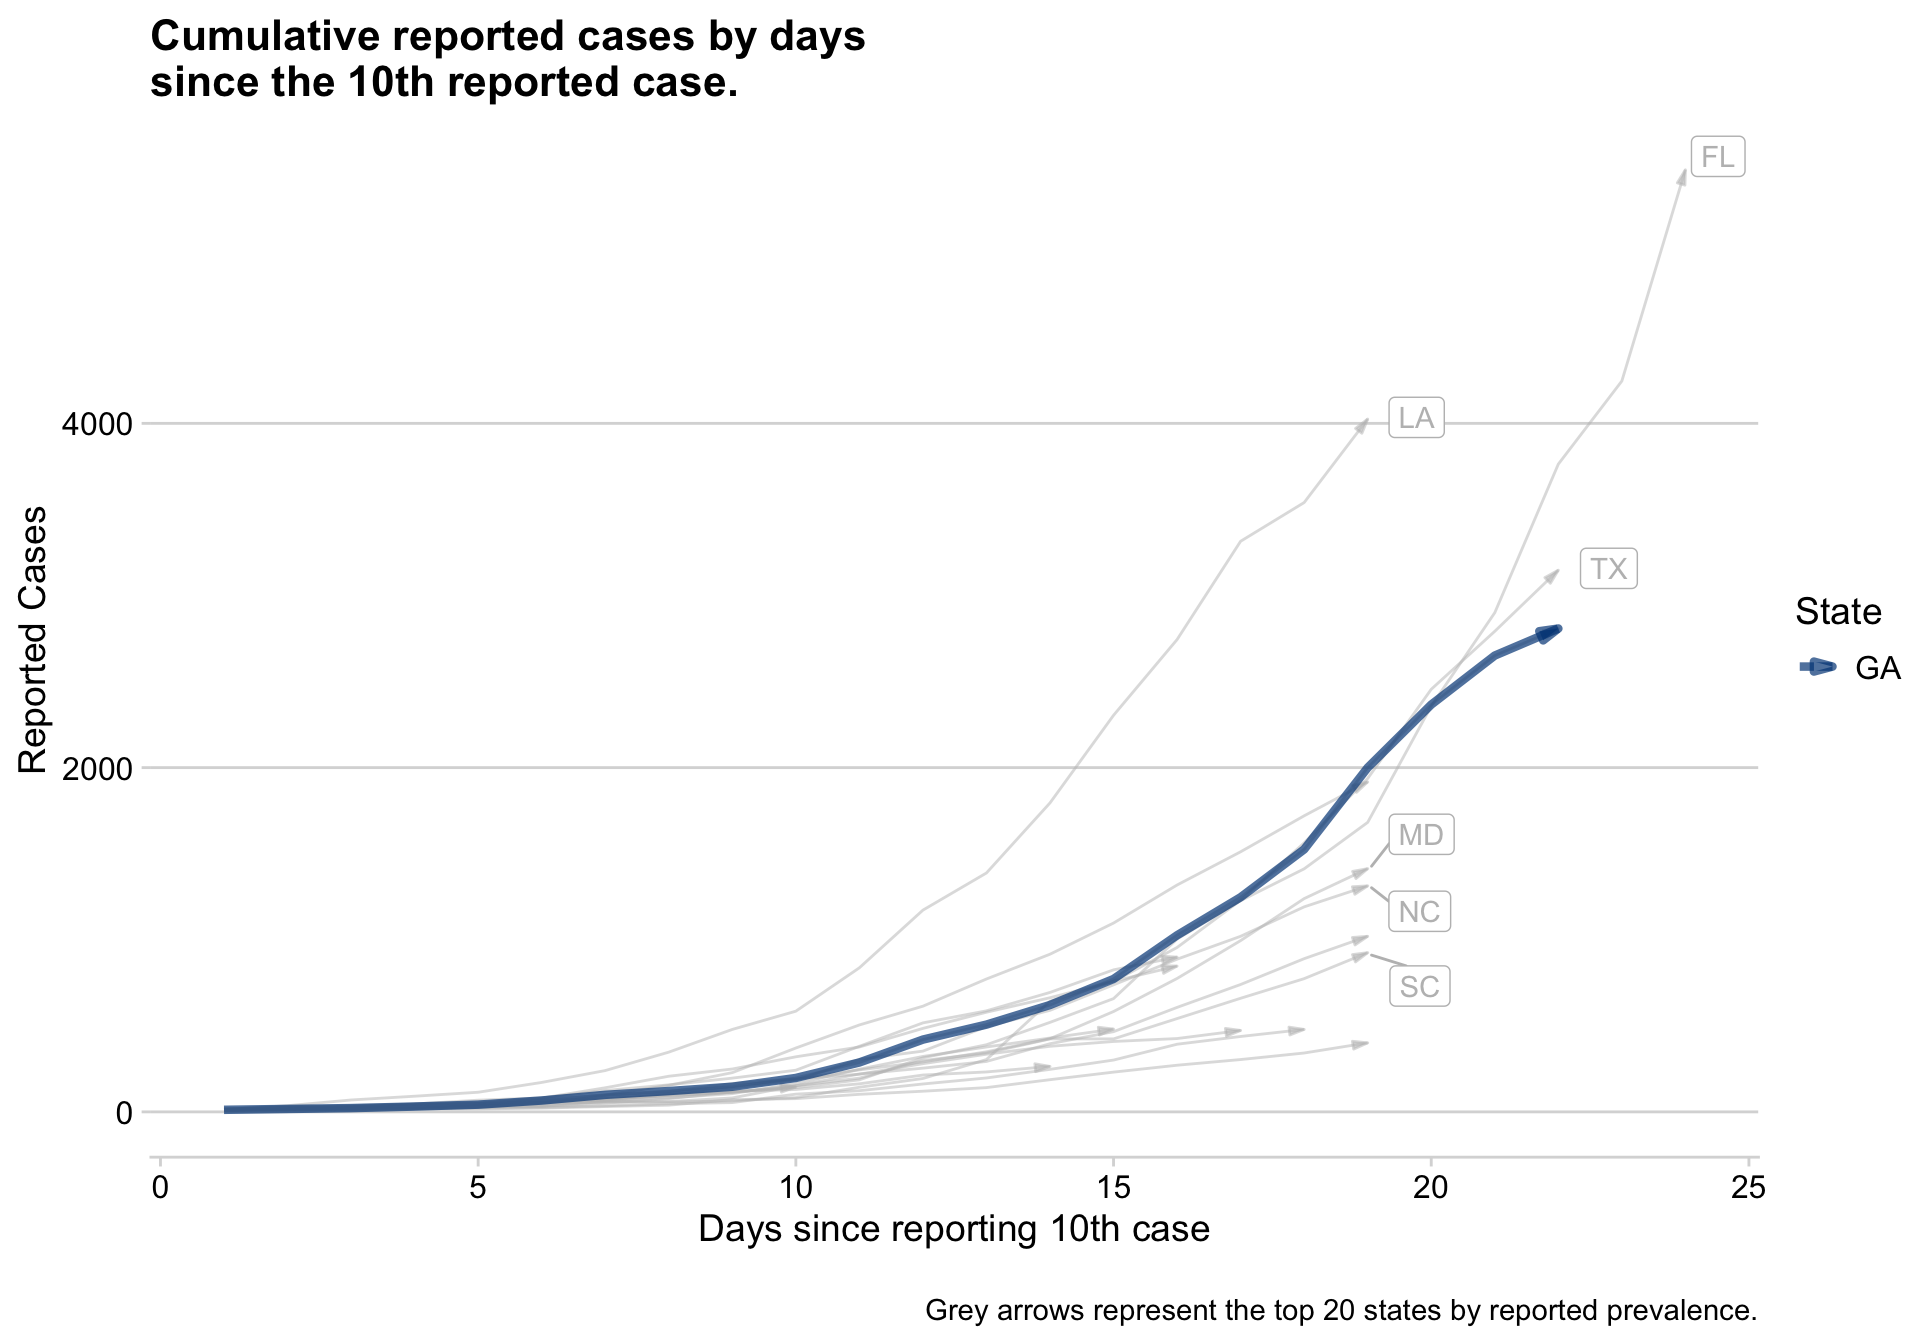 Cumulative reported cases by days
since the 10th reported case.
FL
LA
TX
MD
NC
SC
4000
2000
0
Reported Cases
0 5 10 15 20 25
Days since reporting 10th case
State
GA
Grey arrows represent the top 20 states by reported prevalence.